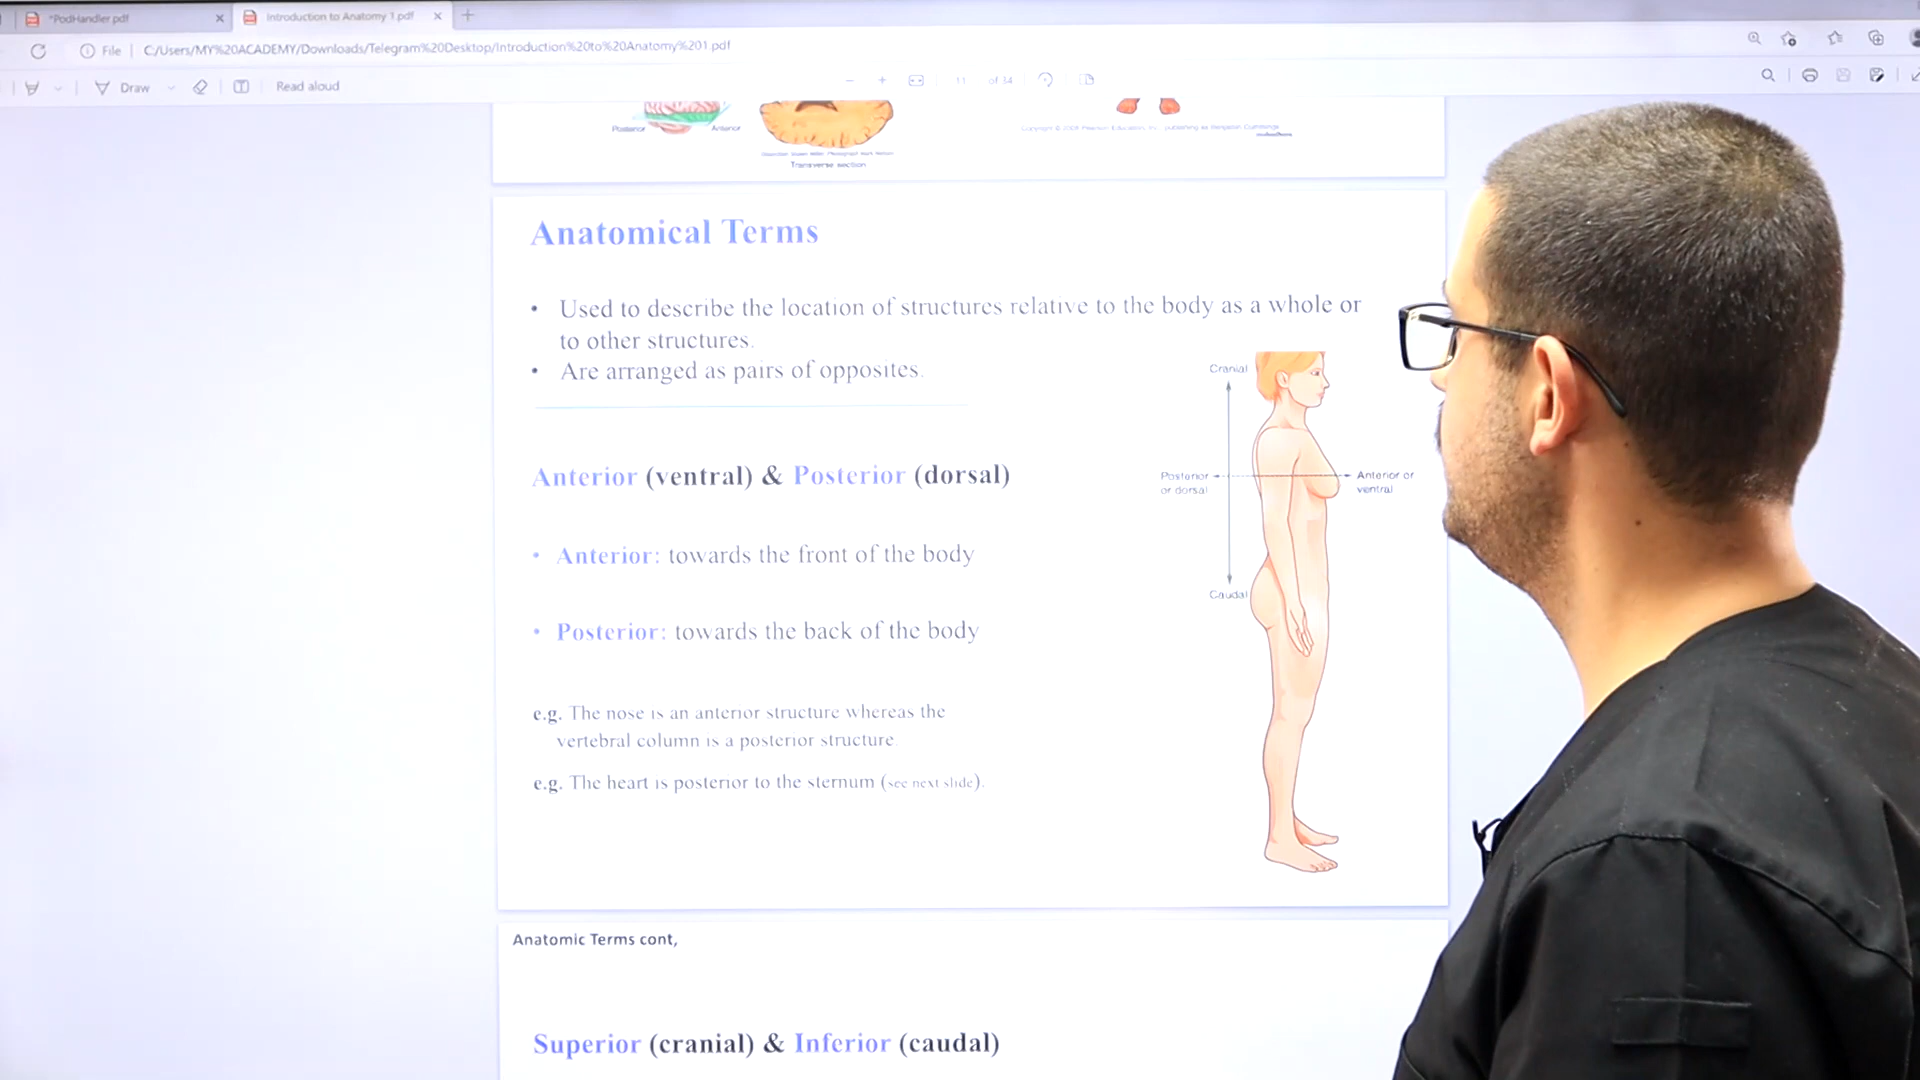 *PodHandler.pdf
Introduction to Anatomy 1.pdf
File
C:/Users/MY%20ACADEMY/Downloads/Telegram%20Desktop/Introduction%20to%20Anatomy%201.pdf
Draw
Read aloud
11 of 34
Posterior
Anterior
Transverse section
Anatomical Terms
• Used to describe the location of structures relative to the body as a whole or
to other structures.
• Are arranged as pairs of opposites.
Cranial
Posterior
or dorsal
Anterior or
ventral
Caudal
Anterior (ventral) & Posterior (dorsal)
• Anterior: towards the front of the body
• Posterior: towards the back of the body
e.g. The nose is an anterior structure whereas the
vertebral column is a posterior structure.
e.g. The heart is posterior to the sternum (see next slide).
Anatomic Terms cont,
Superior (cranial) & Inferior (caudal)